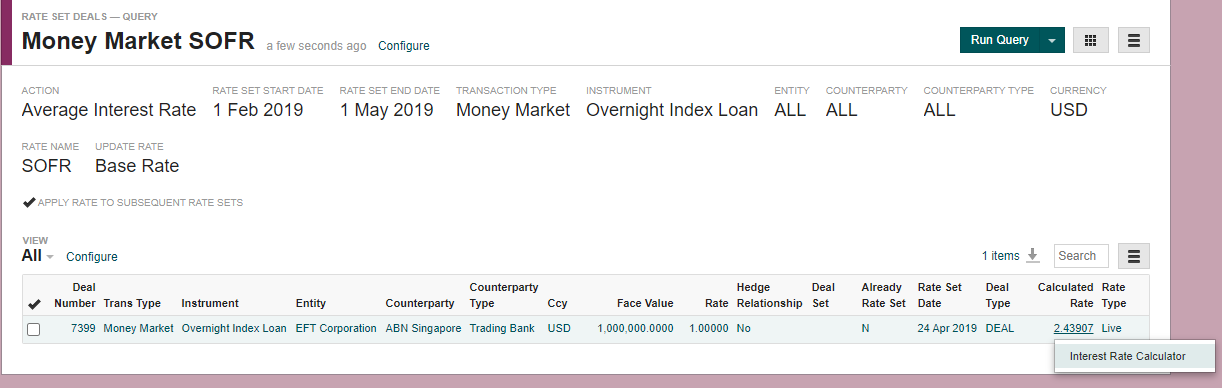 RATE SET DEALS — QUERY
Money Market SOFR a few seconds ago Configure
Run Query
ACTION RATE SET START DATE RATE SET END DATE TRANSACTION TYPE INSTRUMENT ENTITY COUNTERPARTY COUNTERPARTY TYPE CURRENCY
Average Interest Rate 1 Feb 2019 1 May 2019 Money Market Overnight Index Loan ALL ALL ALL USD
RATE NAME UPDATE RATE
SOFR Base Rate
APPLY RATE TO SUBSEQUENT RATE SETS
VIEW
All Configure 1 items Search
Deal Counterparty Hedge Deal Already Rate Set Deal Calculated Rate
Number Trans Type Instrument Entity Counterparty Type Ccy Face Value Rate Relationship Set Rate Set Date Type Rate Type
7399 Money Market Overnight Index Loan EFT Corporation ABN Singapore Trading Bank USD 1,000,000.0000 1.00000 No N 24 Apr 2019 DEAL 2.43907 Live
Interest Rate Calculator